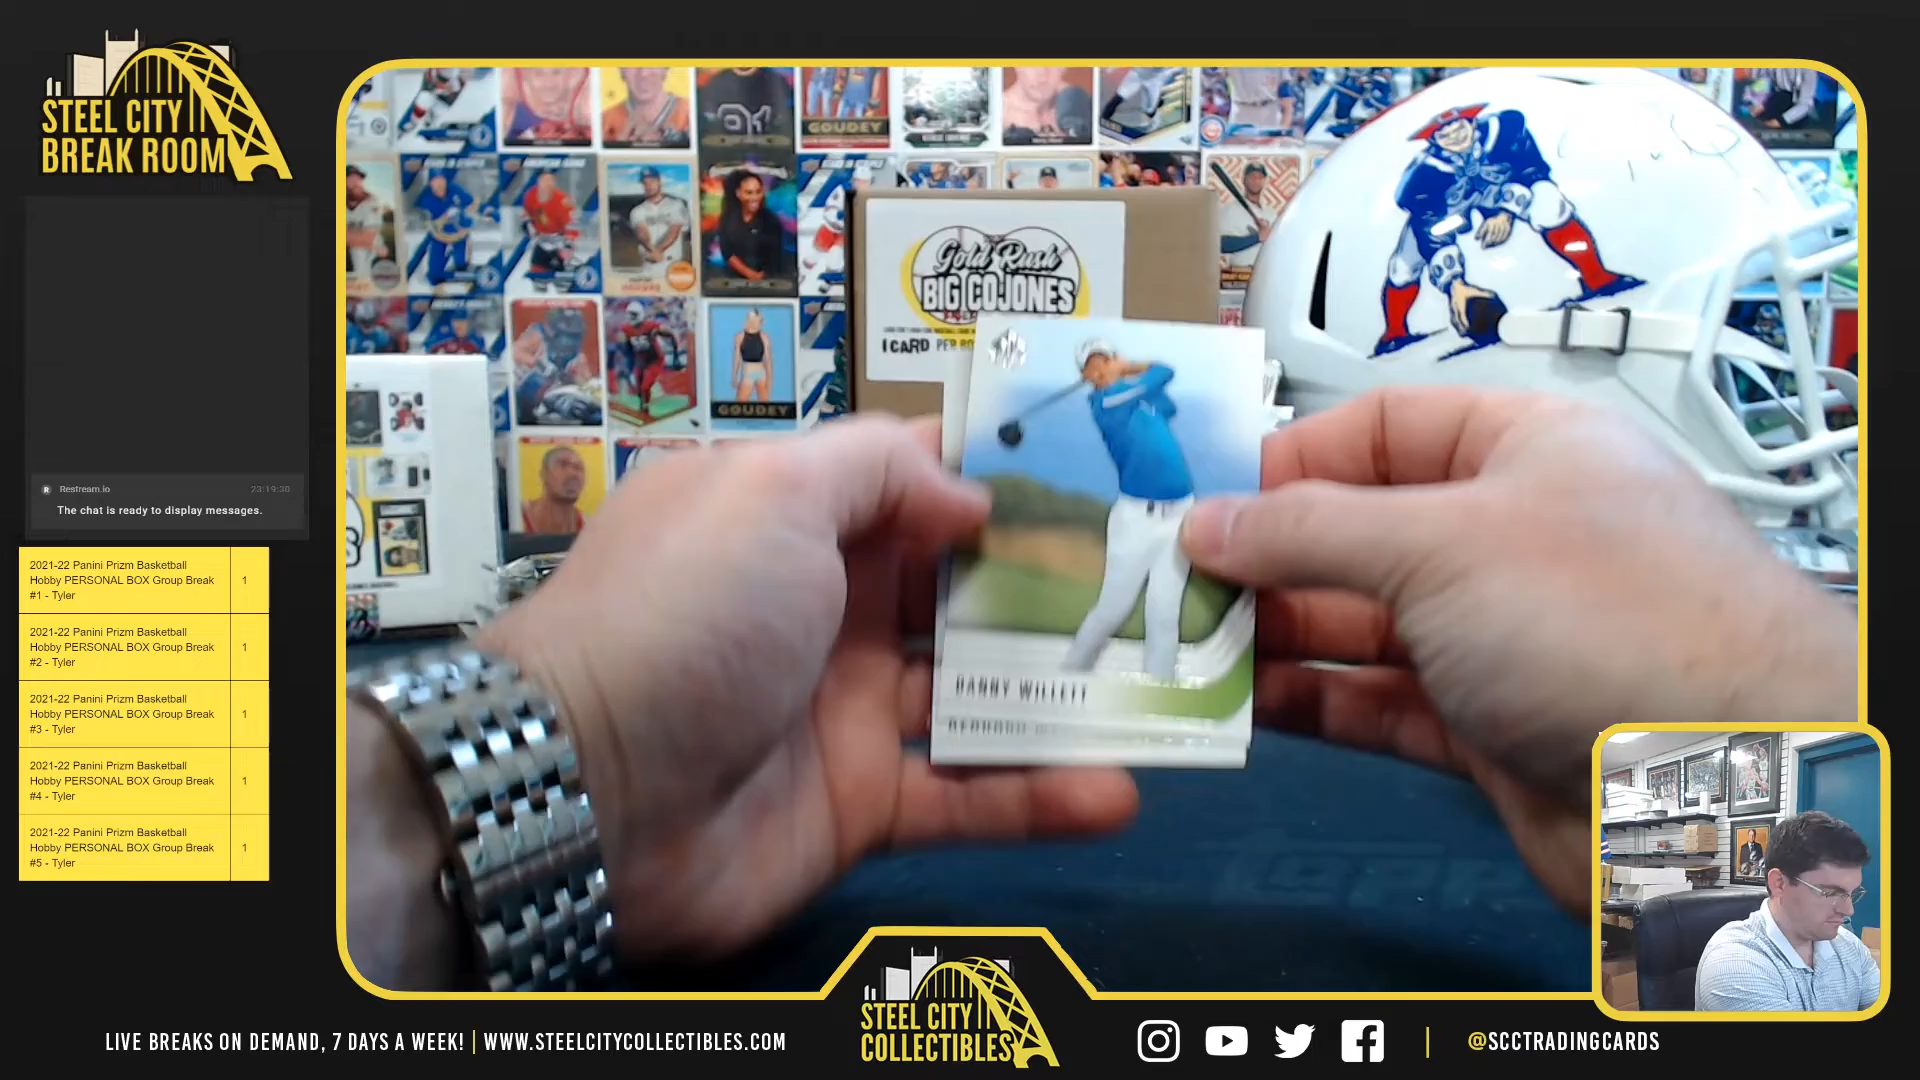 STEEL CITY
BREAK ROOM
Restream.io 23:19:30
The chat is ready to display messages.
2021-22 Panini Prizm Basketball
Hobby PERSONAL BOX Group Break 1
#1 - Tyler
2021-22 Panini Prizm Basketball
Hobby PERSONAL BOX Group Break 1
#2 - Tyler
2021-22 Panini Prizm Basketball
Hobby PERSONAL BOX Group Break 1
#3 - Tyler
2021-22 Panini Prizm Basketball
Hobby PERSONAL BOX Group Break 1
#4 - Tyler
2021-22 Panini Prizm Basketball
Hobby PERSONAL BOX Group Break 1
#5 - Tyler
GOUDEY
Gold Rush
BIG COJONES
1 CARD PER
GOUDEY
DANNY WILLETT
STEEL CITY
COLLECTIBLES
LIVE BREAKS ON DEMAND, 7 DAYS A WEEK! | WWW.STEELCITYCOLLECTIBLES.COM
@SCCTRADINGCARDS